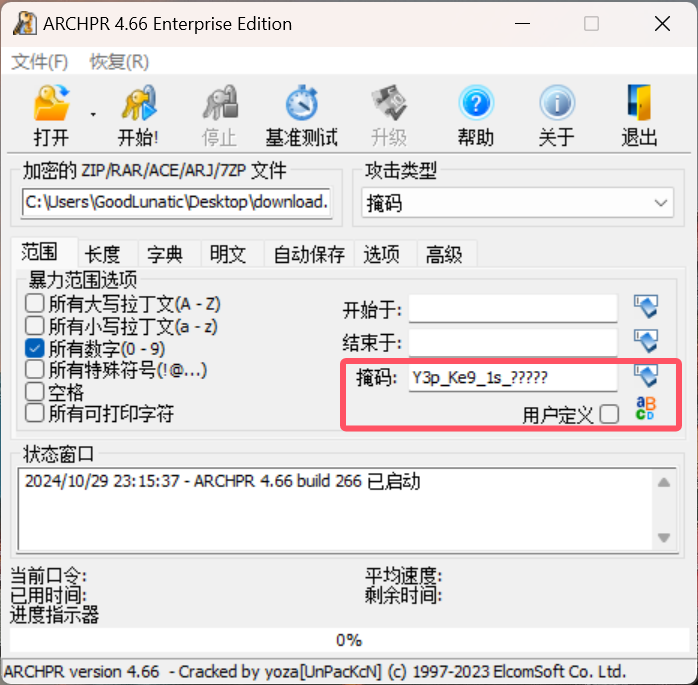 ARCHPR 4.66 Enterprise Edition
文件(F) 恢复(R)
打开 开始! 停止 基准测试 升级 帮助 关于 退出
加密的 ZIP/RAR/ACE/ARJ/7ZP 文件
C:\Users\GoodLunatic\Desktop\download.
攻击类型
掩码
范围 长度 字典 明文 自动保存 选项 高级
暴力范围选项
所有大写拉丁文(A - Z)
所有小写拉丁文(a - z)
所有数字(0 - 9)
所有特殊符号(!@...)
空格
所有可打印字符
开始于:
结束于:
掩码: Y3p_Ke9_1s_?????
用户定义
状态窗口
2024/10/29 23:15:37 - ARCHPR 4.66 build 266 已启动
当前口令: 平均速度:
已用时间: 剩余时间:
进度指示器
0%
ARCHPR version 4.66 - Cracked by yoza[UnPacKcN] (c) 1997-2023 ElcomSoft Co. Ltd.